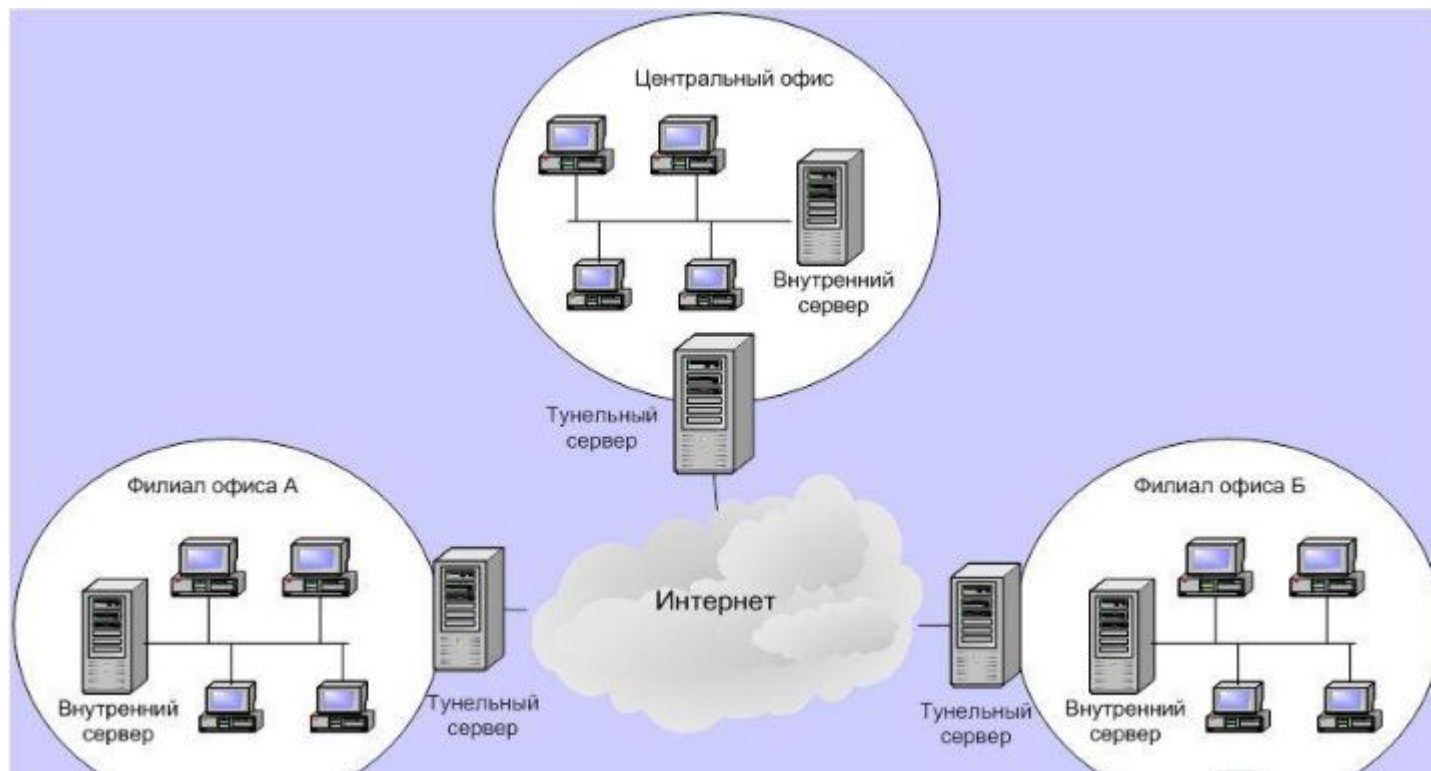 Центральный офис
Внутренний
сервер
Тунельный
сервер
Филиал офиса А
Внутренний
сервер
Тунельный
сервер
Интернет
Филиал офиса Б
Тунельный
сервер
Внутренний
сервер